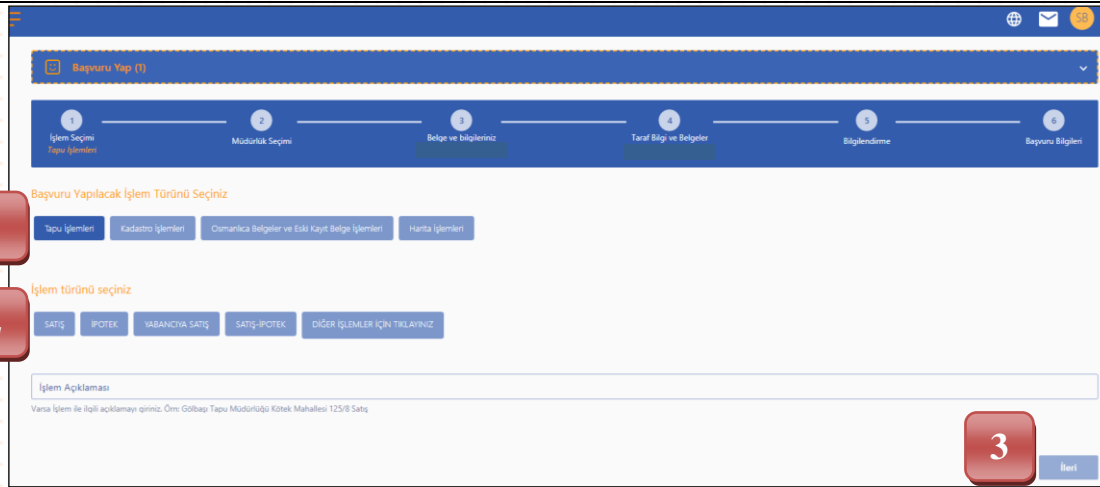 SB
Başvuru Yap (1)
1 2 3 4 5 6
İşlem Seçimi Müdürlük Seçimi Belge ve bilgileriniz Taraf Bilgi ve Belgeler Bilgilendirme Başvuru Bilgileri
Tapu İşlemleri
Başvuru Yapılacak İşlem Türünü Seçiniz
Tapu İşlemleri Kadastro İşlemleri Osmanlıca Belgeler ve Eski Kayıt Belge İşlemleri Harita İşlemleri
İşlem türünü seçiniz
SATIŞ İPOTEK YABANCIYA SATIŞ SATIŞ-İPOTEK DİĞER İŞLEMLER İÇİN TIKLAYINIZ
İşlem Açıklaması
Varsa İşlem ile ilgili açıklamayı giriniz. Örn: Gölbaşı Tapu Müdürlüğü Kötek Mahallesi 125/8 Satış
3
İleri